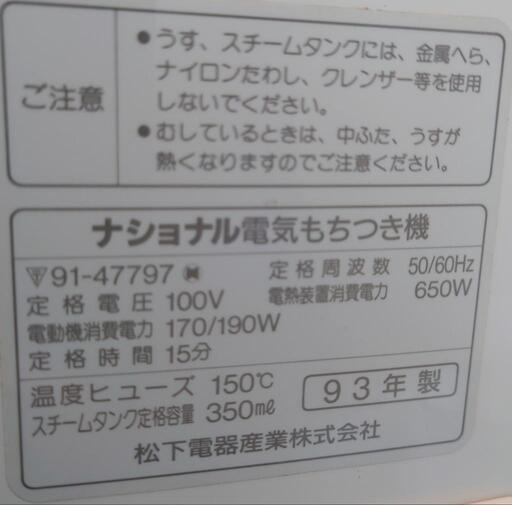 ご注意
●うす、スチームタンクには、金属へら、
ナイロンたわし、クレンザー等を使用
しないでください。
●むしているときは、中ふた、うすが
熱くなりますのでご注意ください。
ナショナル電気もちつき機
91-47797
定格周波数 50/60Hz
定格電圧 100V
電熱装置消費電力 650W
電動機消費電力 170/190W
定格時間 15分
温度ヒューズ 150℃
93年製
スチームタンク定格容量 350mℓ
松下電器産業株式会社